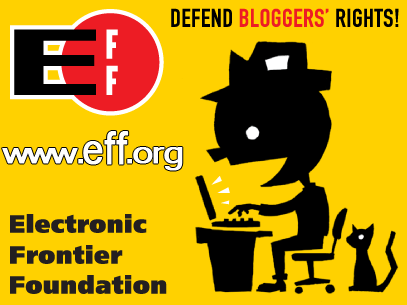 DEFEND BLOGGERS' RIGHTS!
E F
F
www.eff.org
Electronic
Frontier
Foundation